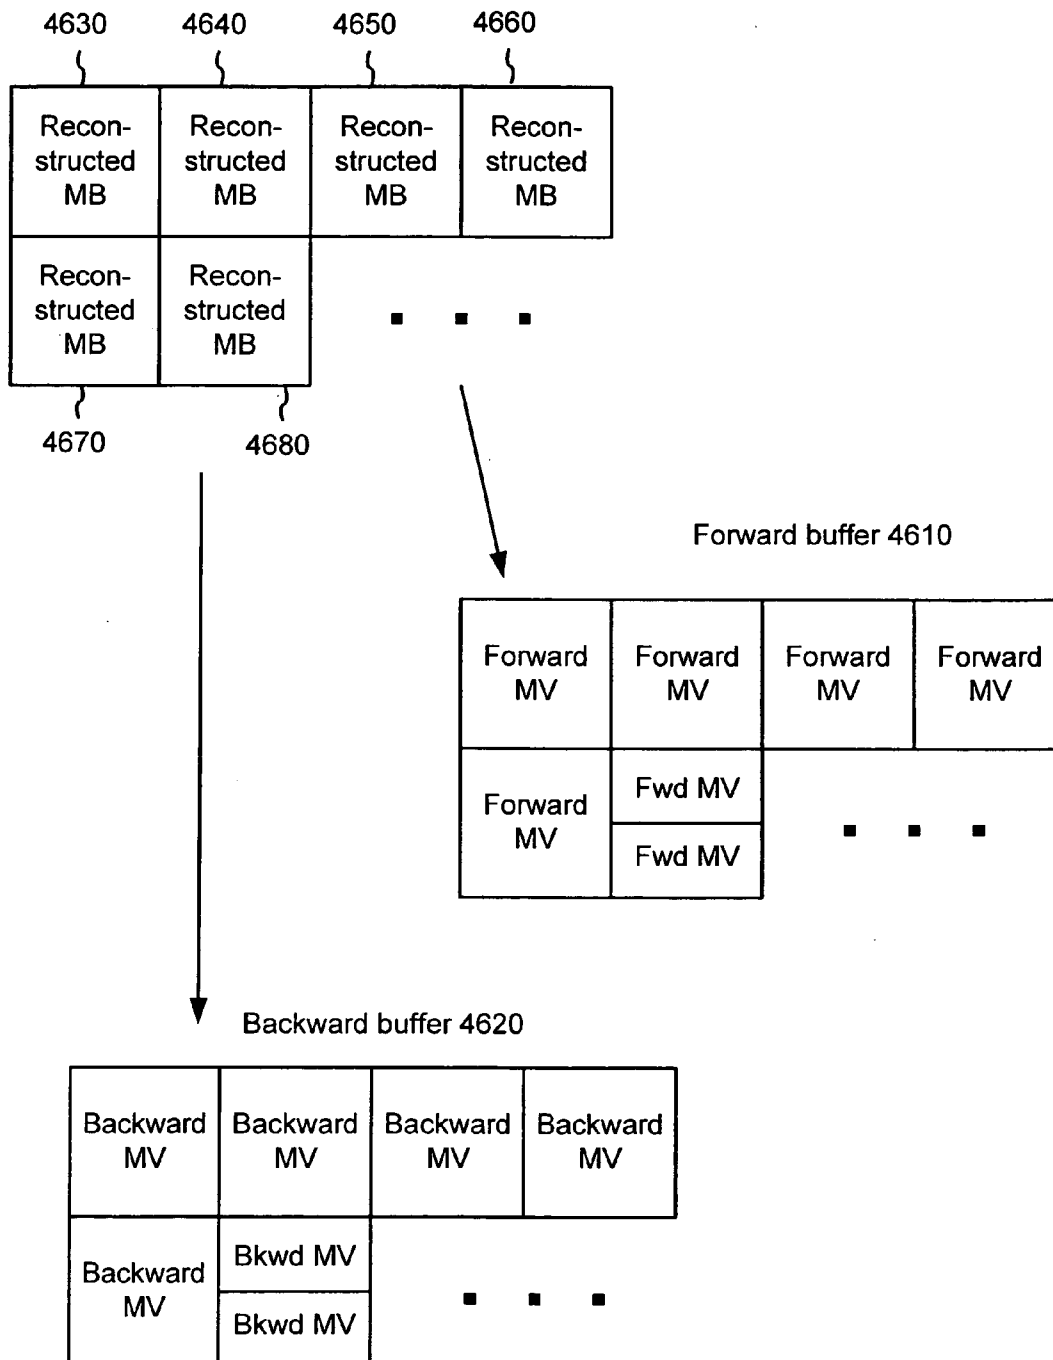 4630 4640 4650 4660
Recon- Recon- Recon- Recon-
structed structed structed structed
MB MB MB MB
Recon- Recon-
structed structed
MB MB
4670 4680
Forward buffer 4610
Forward Forward Forward Forward
MV MV MV MV
Forward
MV
Fwd MV
Fwd MV
Backward buffer 4620
Backward Backward Backward Backward
MV MV MV MV
Backward
MV
Bkwd MV
Bkwd MV